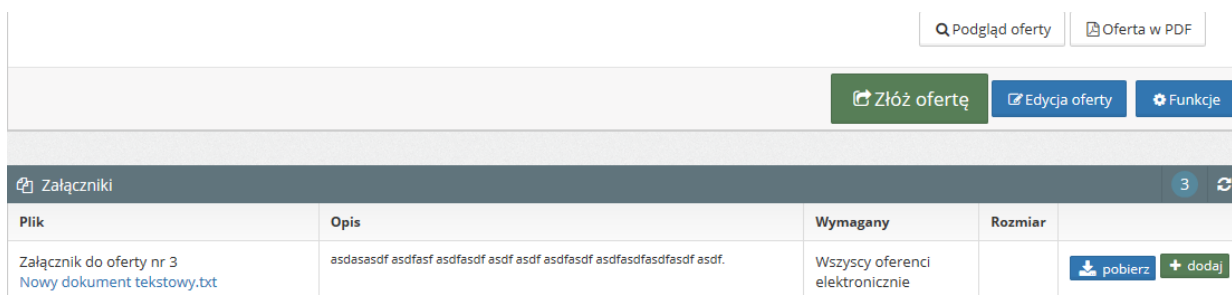 Podgląd oferty Oferta w PDF
Złóż ofertę Edycja oferty Funkcje
Załączniki 3
Plik Opis Wymagany Rozmiar
Załącznik do oferty nr 3 asdasasdf asdfasf asdfasdf asdf asdf asdfasdf asdfasdfasdfasdf asdf. Wszyscy oferenci pobierz dodaj
Nowy dokument tekstowy.txt elektronicznie